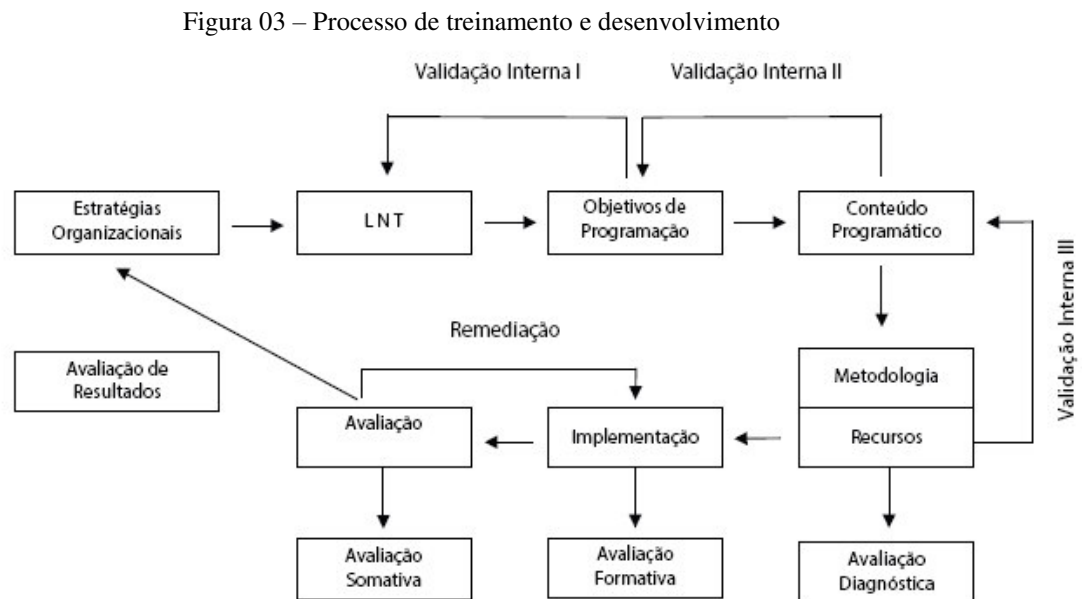 Figura 03 – Processo de treinamento e desenvolvimento
Validação Interna I
Validação Interna II
Estratégias
Organizacionais
L N T
Objetivos de
Programação
Conteúdo
Programático
Validação Interna III
Remediação
Avaliação de
Resultados
Metodologia
Avaliação
Implementação
Recursos
Avaliação
Somativa
Avaliação
Formativa
Avaliação
Diagnóstica